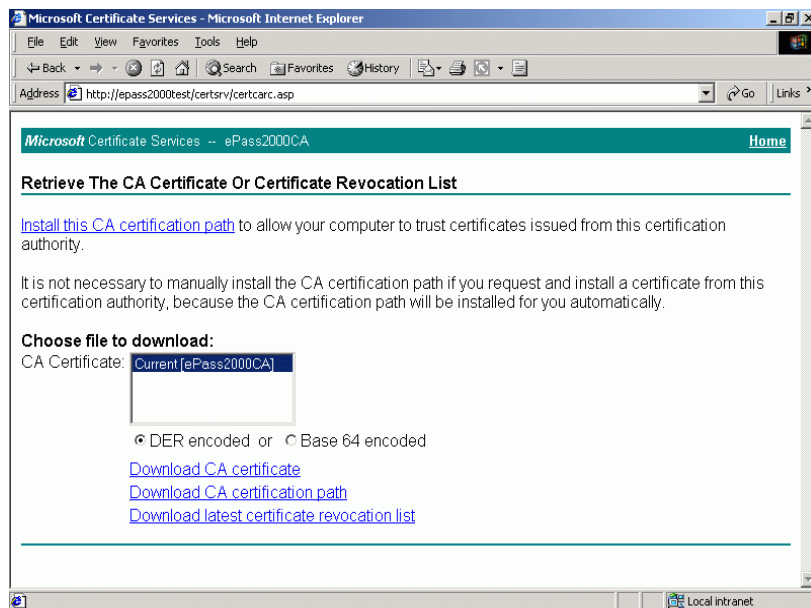 Microsoft Certificate Services - Microsoft Internet Explorer
File Edit View Favorites Tools Help
Back Search Favorites History
Address http://epass2000test/certsrv/certcarc.asp Go Links
Microsoft Certificate Services -- ePass2000CA Home
Retrieve The CA Certificate Or Certificate Revocation List
Install this CA certification path to allow your computer to trust certificates issued from this certification
authority.
It is not necessary to manually install the CA certification path if you request and install a certificate from this
certification authority, because the CA certification path will be installed for you automatically.
Choose file to download:
CA Certificate: Current [ePass2000CA]
DER encoded or Base 64 encoded
Download CA certificate
Download CA certification path
Download latest certificate revocation list
Local intranet